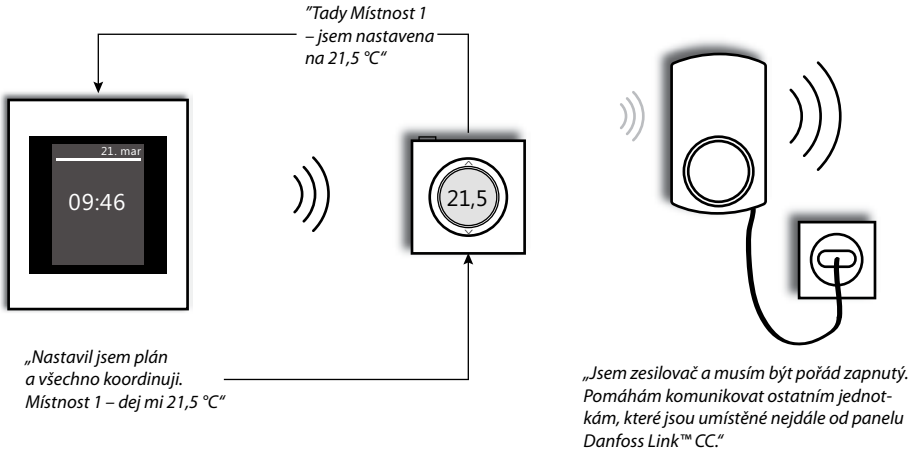 "Tady Místnost 1
– jsem nastavena
na 21,5 °C“
21. mar
09:46
21,5
„Nastavil jsem plán
a všechno koordinuji.
Místnost 1 – dej mi 21,5 °C“
„Jsem zesilovač a musím být pořád zapnutý.
Pomáhám komunikovat ostatním jednot-
kám, které jsou umístěné nejdále od panelu
Danfoss Link™ CC.“